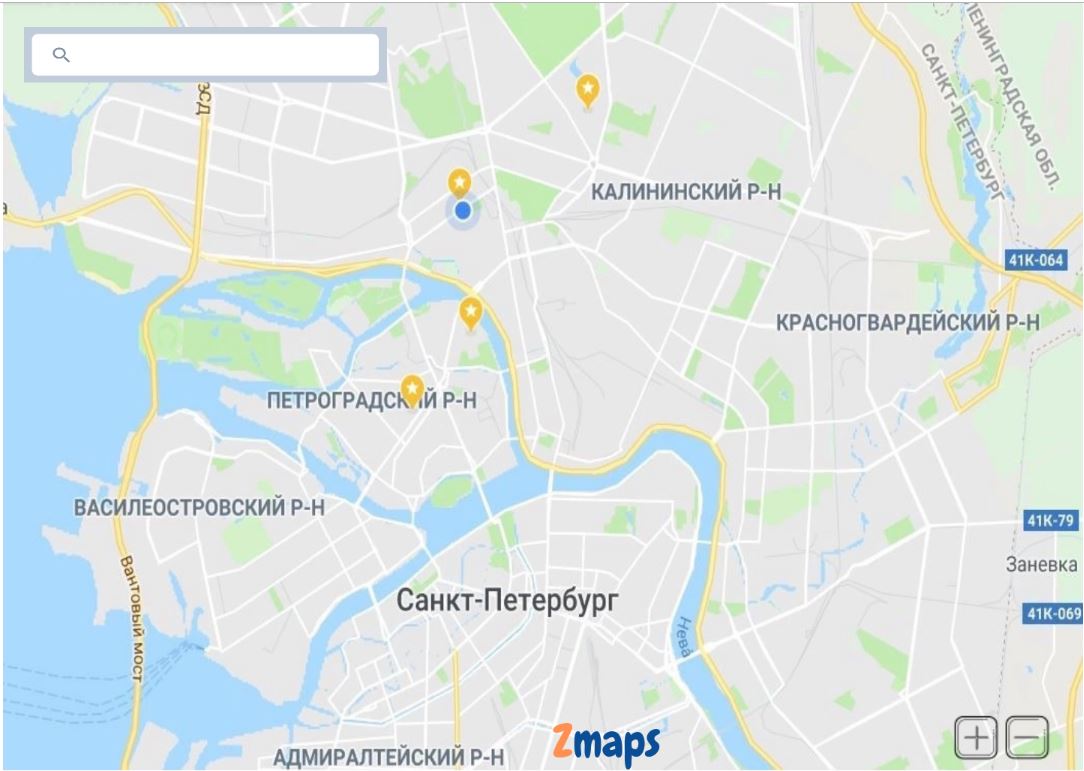 ЗСД
КАЛИНИНСКИЙ Р-Н
САНКТ-ПЕТЕРБУРГ
ЛЕНИНГРАДСКАЯ ОБЛ.
41К-064
КРАСНОГВАРДЕЙСКИЙ Р-Н
ПЕТРОГРАДСКИЙ Р-Н
ВАСИЛЕОСТРОВСКИЙ Р-Н
41К-79
Заневка
Вантовый мост
Санкт-Петербург
41К-069
Нева
АДМИРАЛТЕЙСКИЙ Р-Н
Zmaps